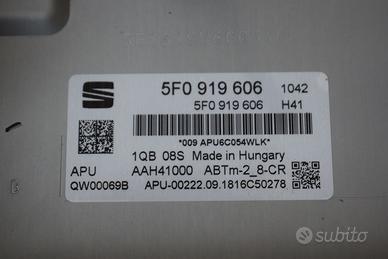 5F0 919 606 1042
5F0 919 606 H41
*009 APU6C054WLK*
1QB 08S Made in Hungary
APU AAH41000 ABTm-2_8-CR
QW00069B APU-00222.09.1816C50278
subito